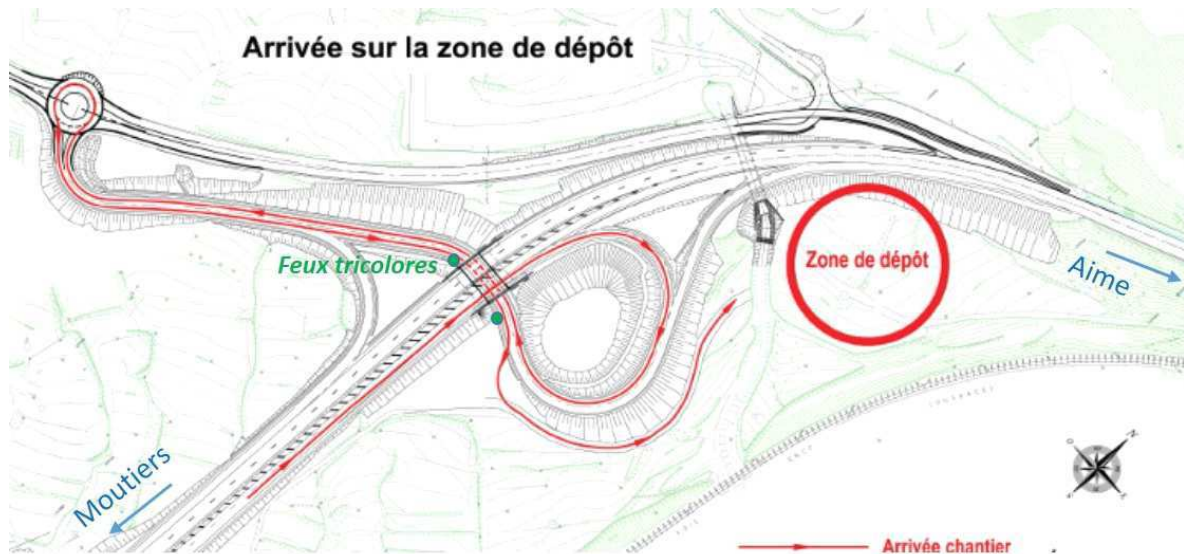 Arrivée sur la zone de dépôt
Feux tricolores
Zone de dépôt
Aime
Moutiers
N
Arrivée chantier